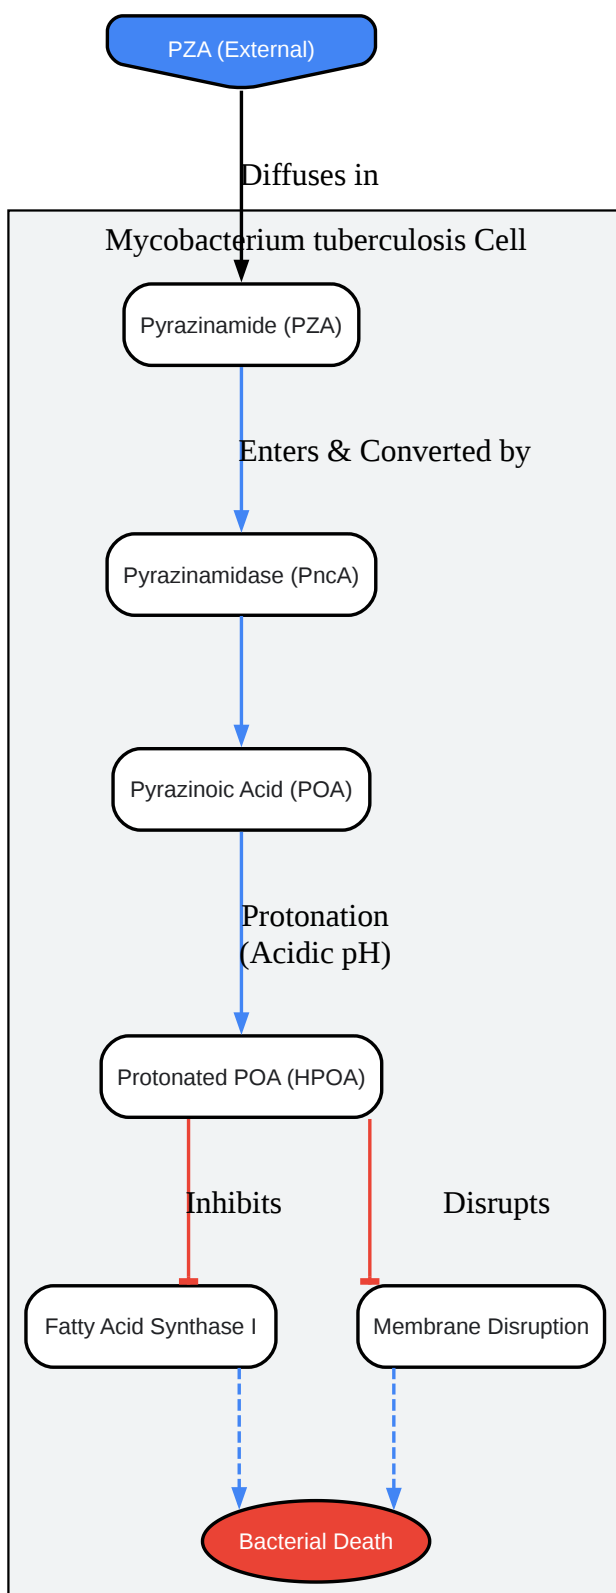 PZA (External)
Diffuses in
Mycobacterium tuberculosis Cell
Pyrazinamide (PZA)
Enters & Converted by
Pyrazinamidase (PncA)
Pyrazinoic Acid (POA)
Protonation
(Acidic pH)
Protonated POA (HPOA)
Inhibits
Disrupts
Fatty Acid Synthase I
Membrane Disruption
Bacterial Death